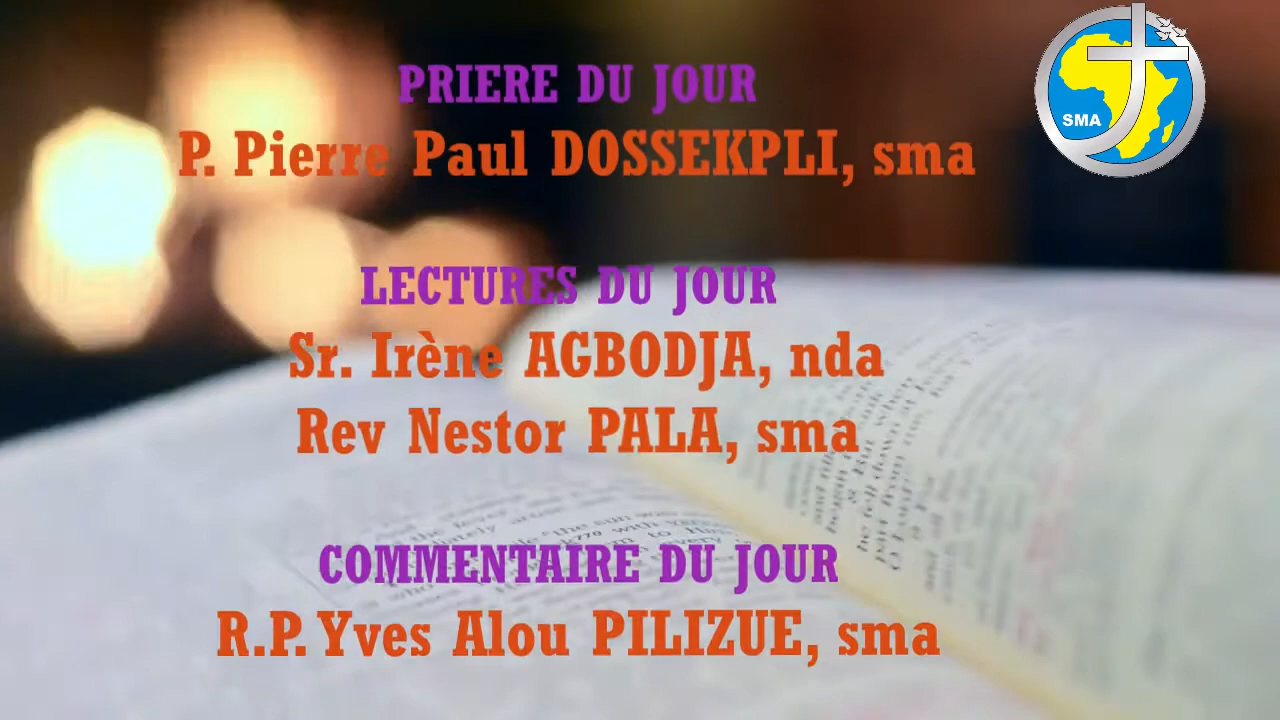 PRIERE DU JOUR
P. Pierre Paul DOSSEKPLI, sma
SMA
LECTURES DU JOUR
Sr. Irène AGBODJA, nda
Rev Nestor PALA, sma
COMMENTAIRE DU JOUR
R.P. Yves Alou PILIZUE, sma